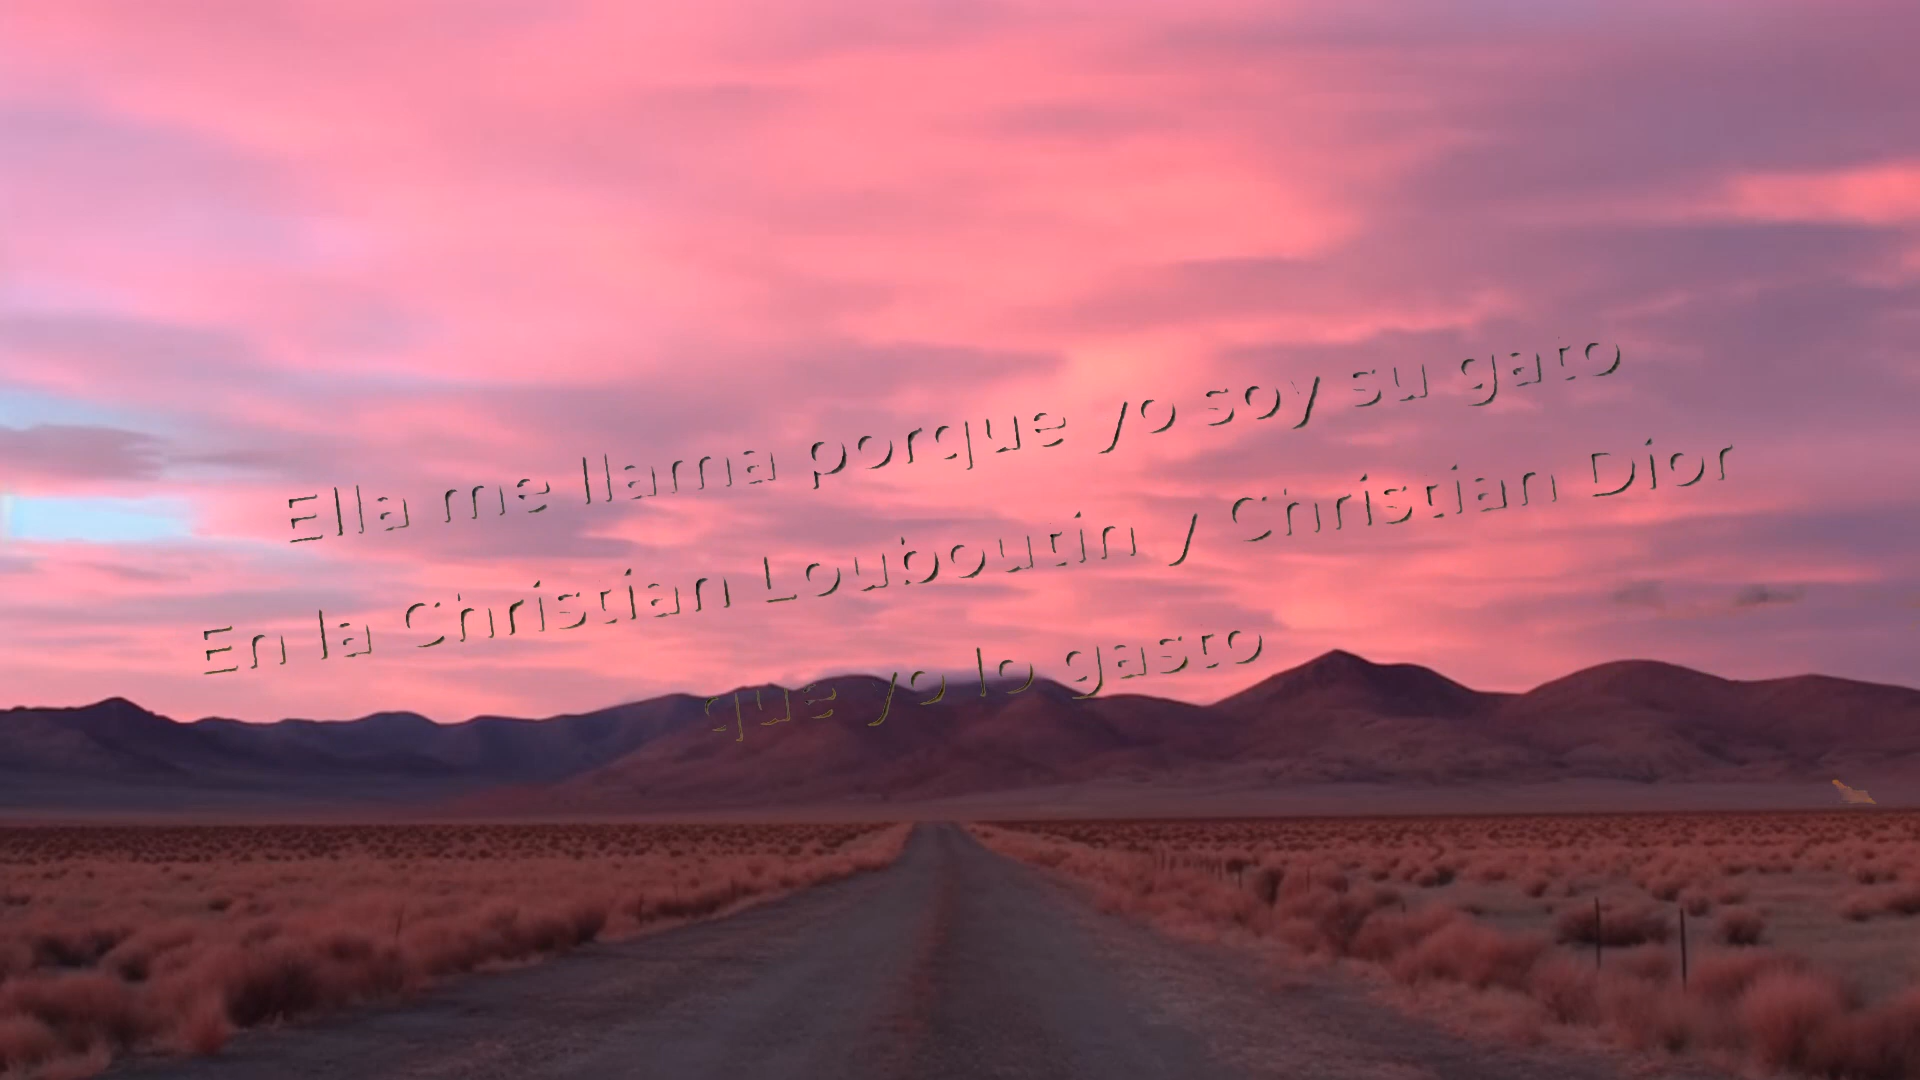 Ella me llama porque yo soy su gato
En la Christian Louboutin y Christian Dior
que yo lo gasto